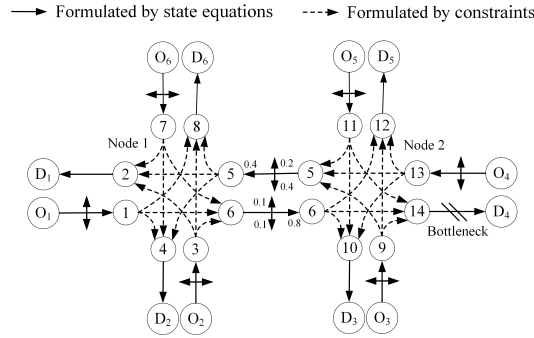 Formulated by state equations Formulated by constraints
O6 D6 O5 D5
7 8 11 12
Node 1 Node 2
D1 2 0.4 5 0.2 5 13 O4
0.4
O1 1 6 0.1 6 14 D4
0.1 0.8
Bottleneck
4 3 10 9
D2 O2 D3 O3